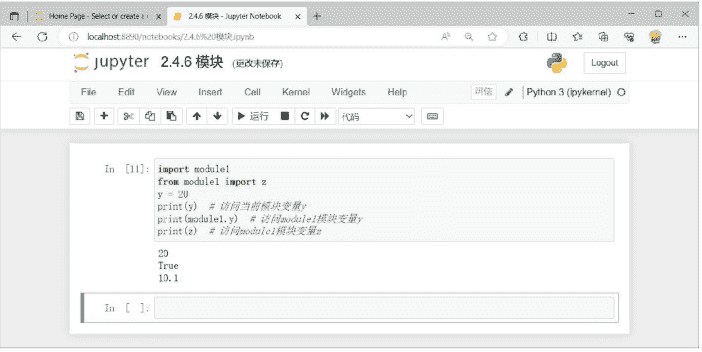 Home Page - Select or create a
2.4.6 模块 - Jupyter Notebook
localhost:8890/notebooks/2.4.6%20模块.ipynb
jupyter 2.4.6 模块 (更改未保存)
Logout
File Edit View Insert Cell Kernel Widgets Help
可信 Python 3 (ipykernel)
运行 代码
In [11]: import module1
from module1 import z
y = 20
print(y) # 访问当前模块变量y
print(module1.y) # 访问module1模块变量y
print(z) # 访问module1模块变量z
20
True
10.1
In [ ]: